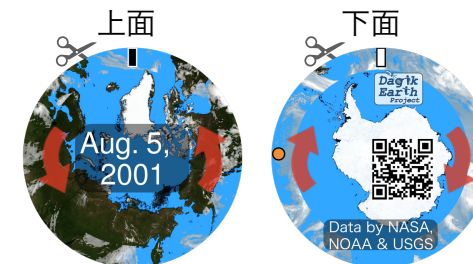 上面
下面
Aug. 5,
2001
Dagik
Earth
Project
Data by NASA,
NOAA & USGS